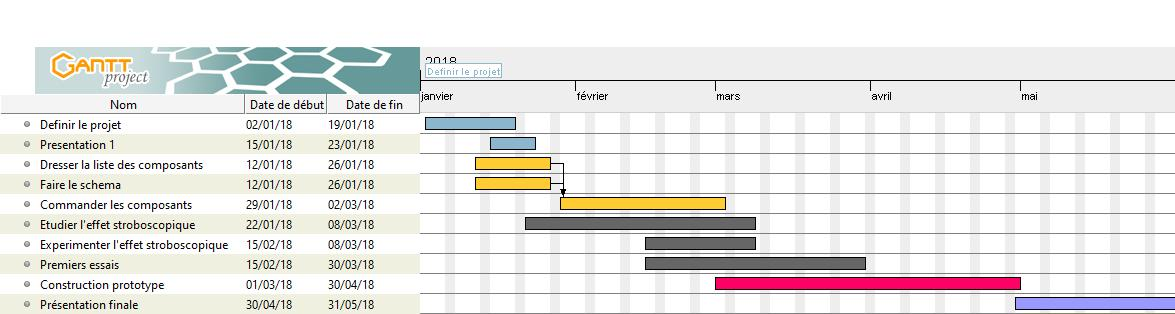 GANTT
project
2018
Definir le projet
janvier février mars avril mai
Nom Date de début Date de fin
Definir le projet 02/01/18 19/01/18
Presentation 1 15/01/18 23/01/18
Dresser la liste des composants 12/01/18 26/01/18
Faire le schema 12/01/18 26/01/18
Commander les composants 29/01/18 02/03/18
Etudier l'effet stroboscopique 22/01/18 08/03/18
Experimenter l'effet stroboscopique 15/02/18 08/03/18
Premiers essais 15/02/18 30/03/18
Construction prototype 01/03/18 30/04/18
Présentation finale 30/04/18 31/05/18